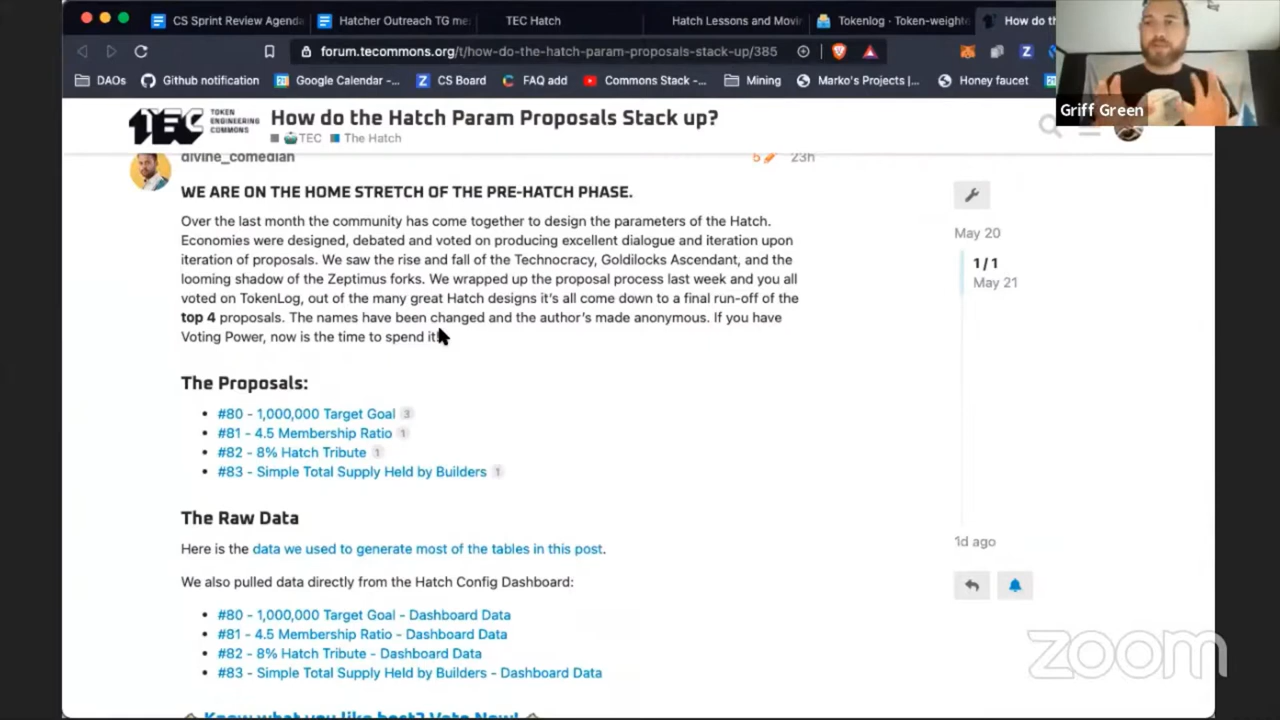 CS Sprint Review Agenda
Hatcher Outreach TG me
TEC Hatch
Hatch Lessons and Movi
Tokenlog - Token-weighte
How do th
forum.tecommons.org/t/how-do-the-hatch-param-proposals-stack-up/385
DAOs
Github notification
Google Calendar -...
CS Board
FAQ add
Commons Stack -...
Mining
Marko's Projects |...
Honey faucet
Griff Green
TEC
TOKEN
ENGINEERING
COMMONS
How do the Hatch Param Proposals Stack up?
TEC The Hatch
divine_comedian
5
23h
WE ARE ON THE HOME STRETCH OF THE PRE-HATCH PHASE.
Over the last month the community has come together to design the parameters of the Hatch.
Economies were designed, debated and voted on producing excellent dialogue and iteration upon
iteration of proposals. We saw the rise and fall of the Technocracy, Goldilocks Ascendant, and the
looming shadow of the Zeptimus forks. We wrapped up the proposal process last week and you all
voted on TokenLog, out of the many great Hatch designs it's all come down to a final run-off of the
top 4 proposals. The names have been changed and the author's made anonymous. If you have
Voting Power, now is the time to spend it
The Proposals:
#80 - 1,000,000 Target Goal 3
#81 - 4.5 Membership Ratio 1
#82 - 8% Hatch Tribute 1
#83 - Simple Total Supply Held by Builders 1
The Raw Data
Here is the data we used to generate most of the tables in this post.
We also pulled data directly from the Hatch Config Dashboard:
#80 - 1,000,000 Target Goal - Dashboard Data
#81 - 4.5 Membership Ratio - Dashboard Data
#82 - 8% Hatch Tribute - Dashboard Data
#83 - Simple Total Supply Held by Builders - Dashboard Data
Know what you like best? Vote Now!
May 20
1 / 1
May 21
1d ago
zoom